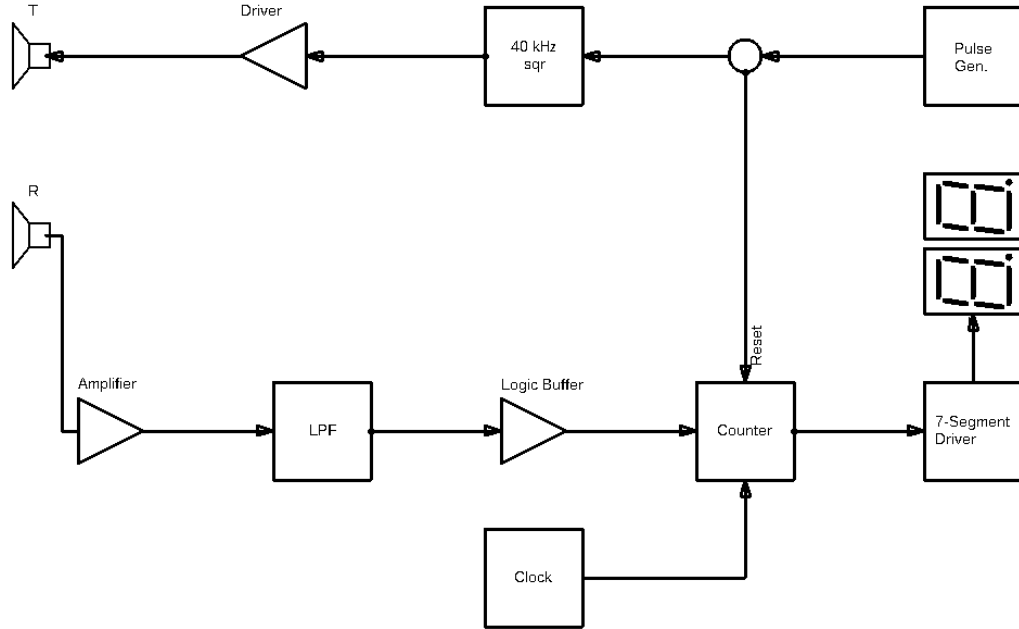 T
Driver
40 kHz
sqr
Pulse
Gen.
R
Reset
Amplifier
LPF
Logic Buffer
Counter
7-Segment
Driver
Clock